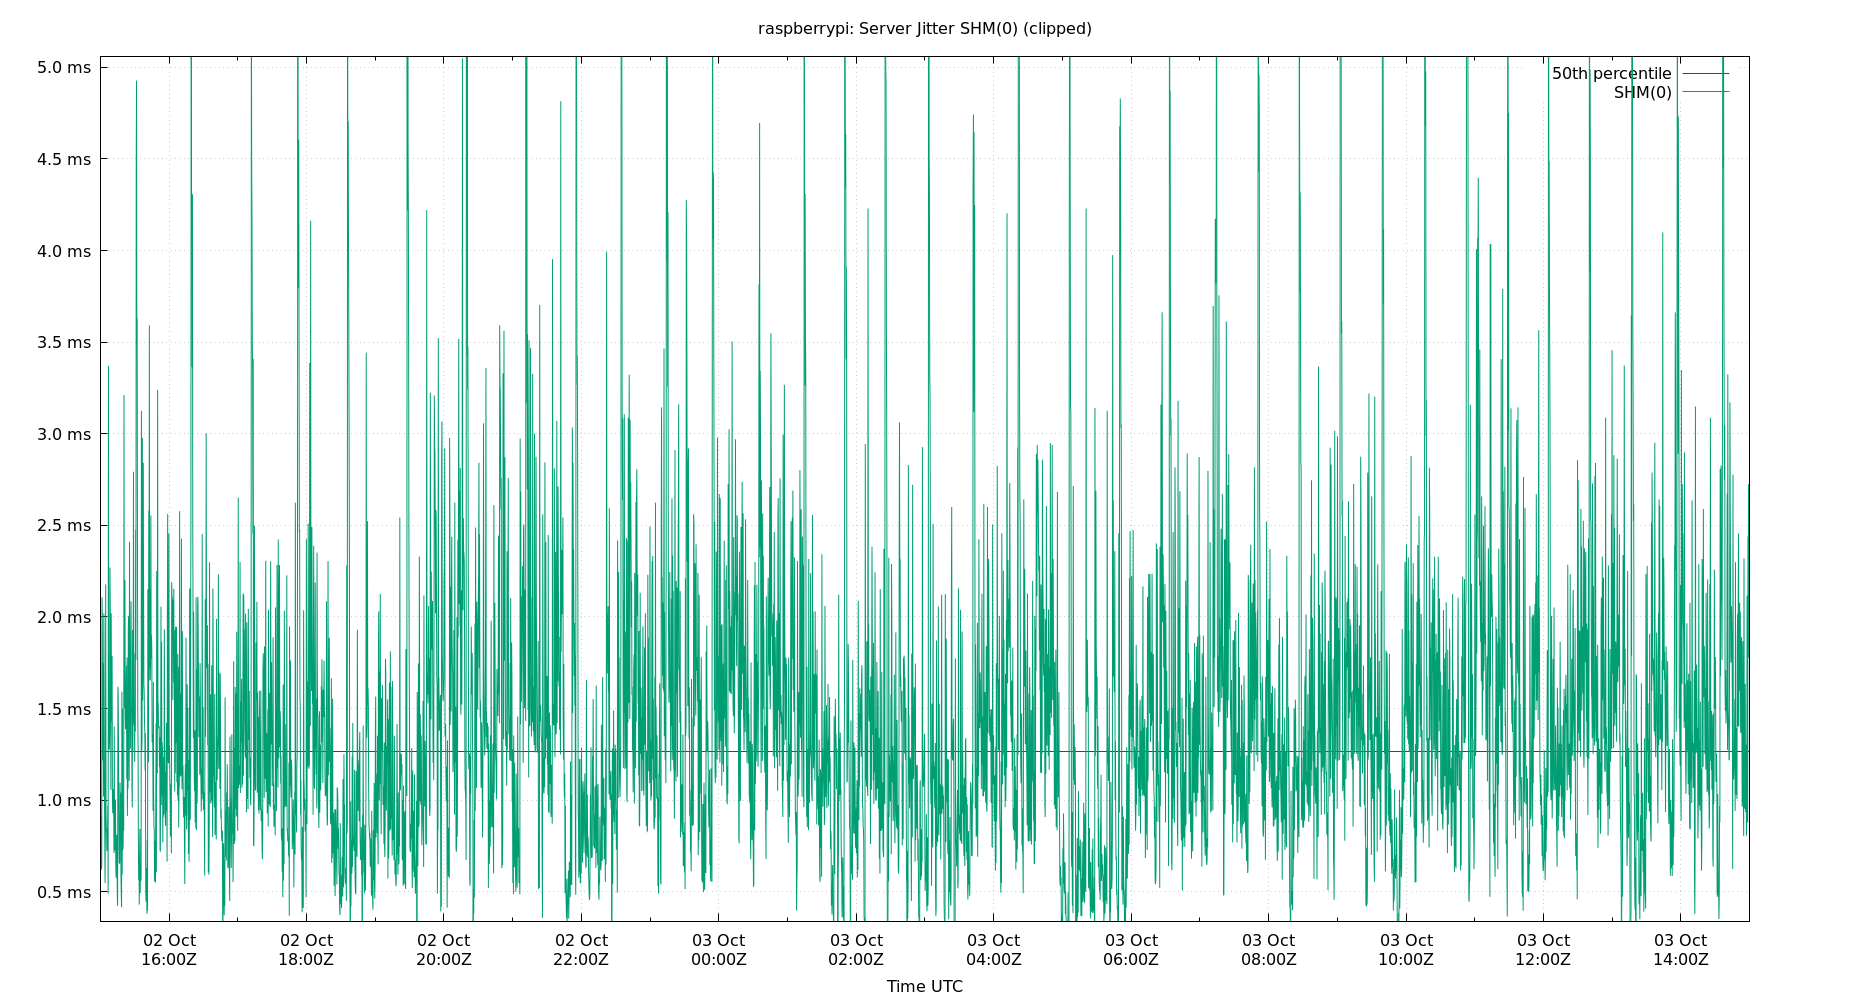 raspberrypi: Server Jitter SHM(0) (clipped)
50th percentile
SHM(0)
5.0 ms
4.5 ms
4.0 ms
3.5 ms
3.0 ms
2.5 ms
2.0 ms
1.5 ms
1.0 ms
0.5 ms
02 Oct 02 Oct 02 Oct 02 Oct 03 Oct 03 Oct 03 Oct 03 Oct 03 Oct 03 Oct 03 Oct 03 Oct
16:00Z 18:00Z 20:00Z 22:00Z 00:00Z 02:00Z 04:00Z 06:00Z 08:00Z 10:00Z 12:00Z 14:00Z
Time UTC